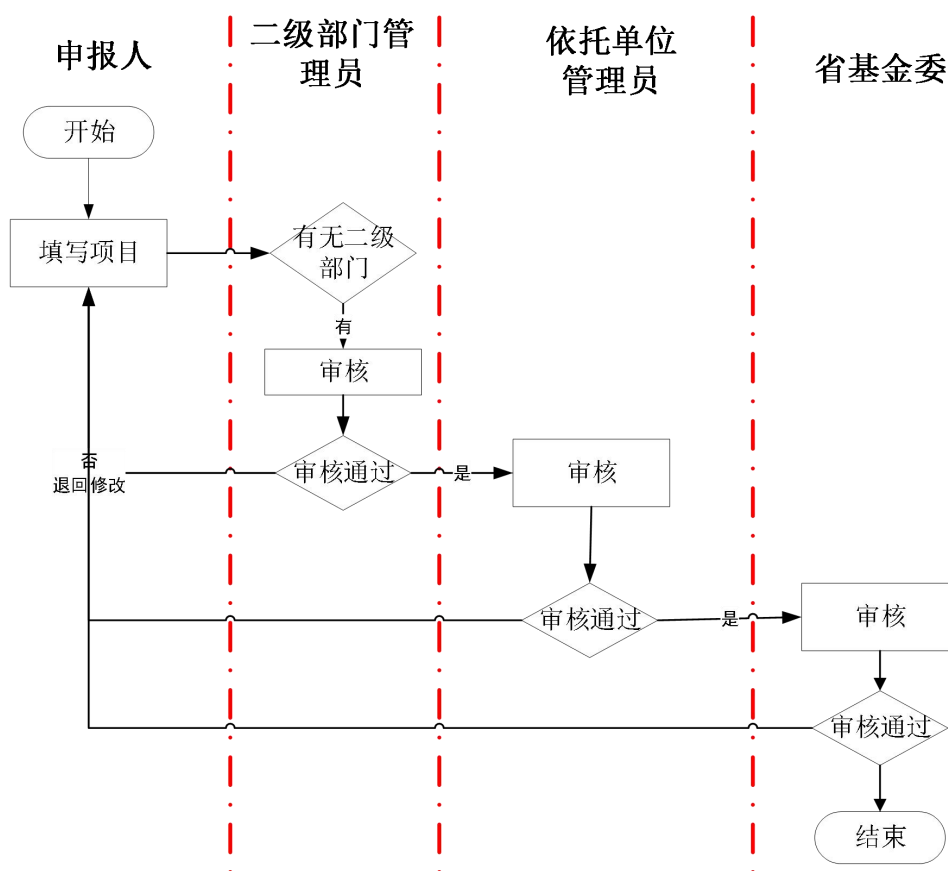 申报人
二级部门管
理员
依托单位
管理员
省基金委
开始
填写项目
有无二级
部门
有
审核
否
退回修改
审核通过
是
审核
审核通过
是
审核
审核通过
结束